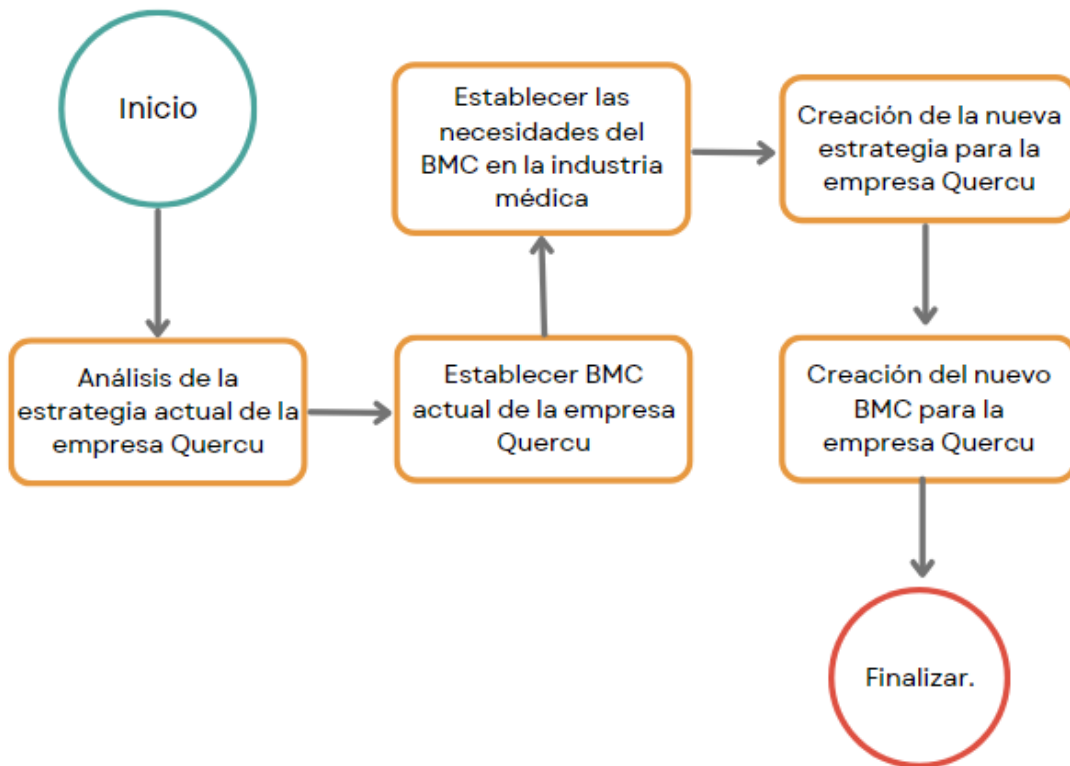 Inicio
Análisis de la
estrategia actual de la
empresa Quercu
Establecer BMC
actual de la empresa
Quercu
Establecer las
necesidades del
BMC en la industria
médica
Creación de la nueva
estrategia para la
empresa Quercu
Creación del nuevo
BMC para la
empresa Quercu
Finalizar.